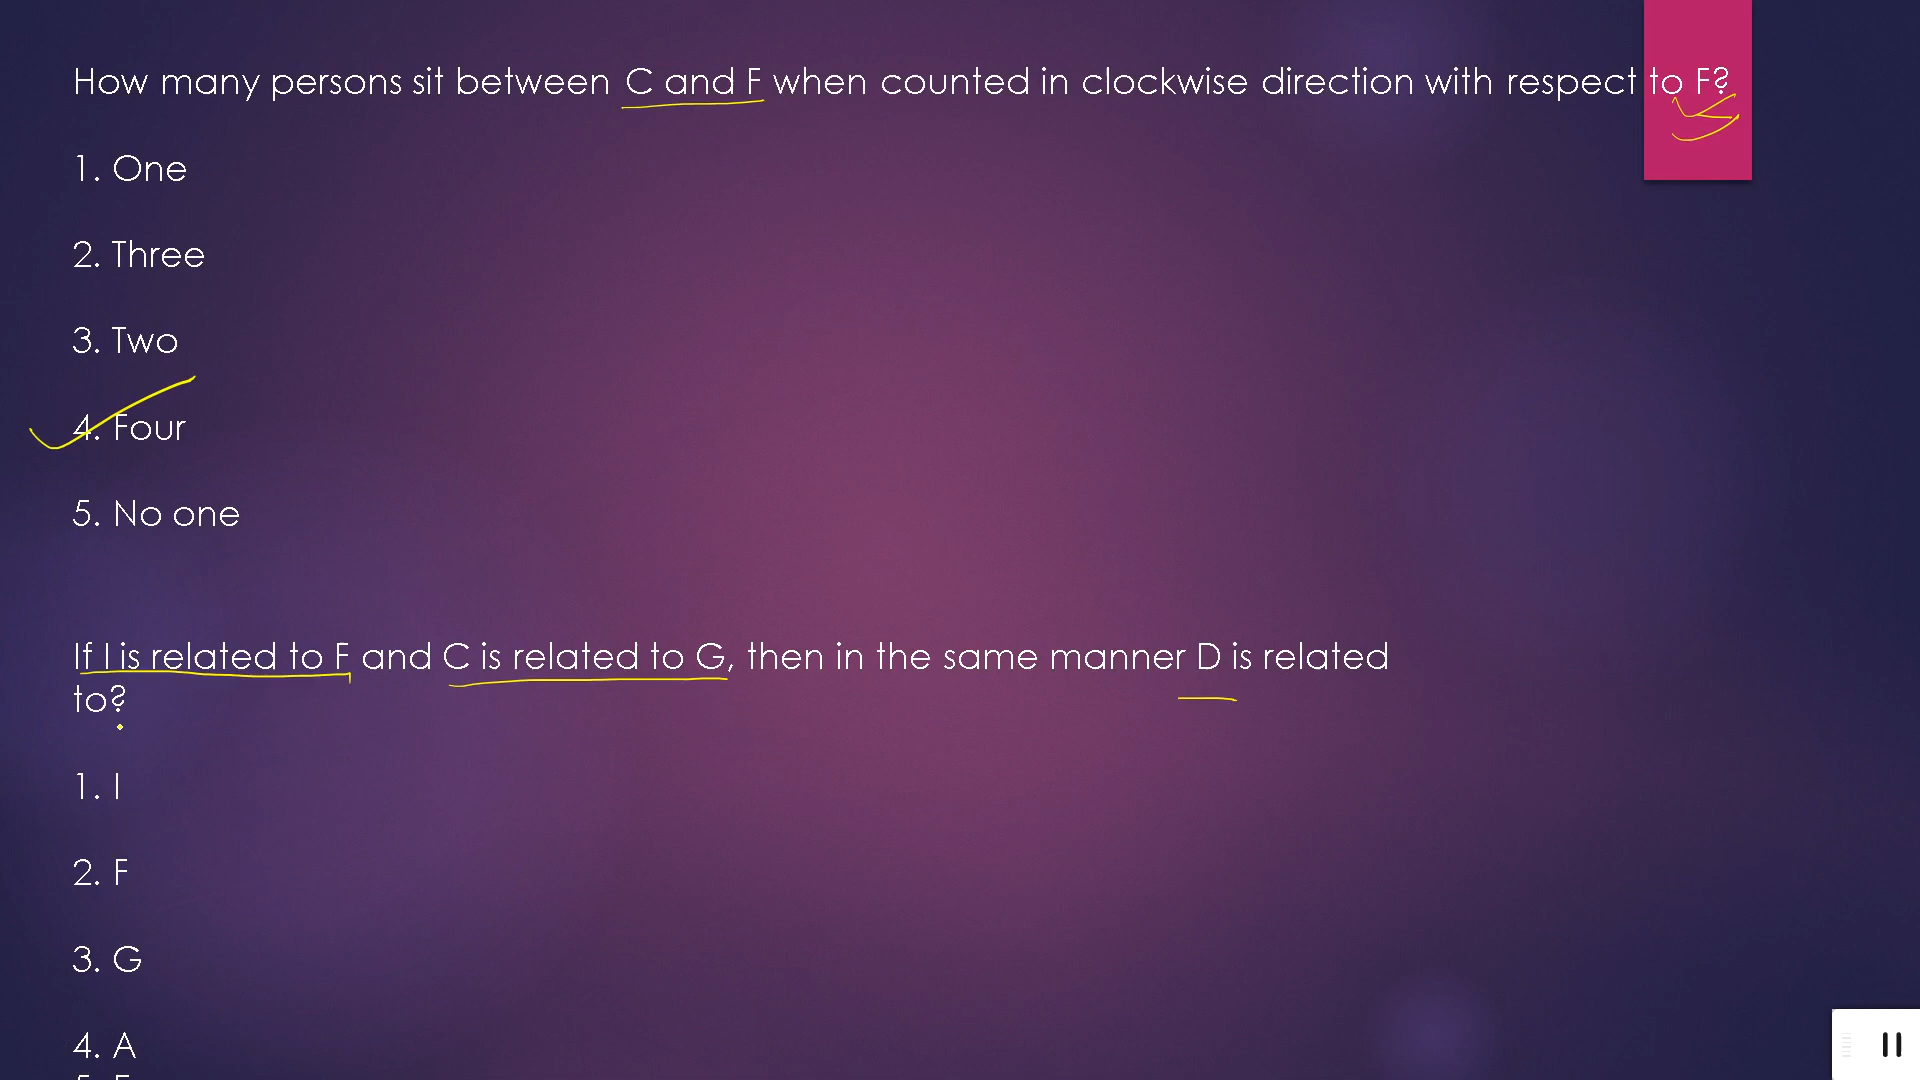 How many persons sit between C and F when counted in clockwise direction with respect to F?
1. One
2. Three
3. Two
4. Four
5. No one
If I is related to F and C is related to G, then in the same manner D is related
to?
1. I
2. F
3. G
4. A